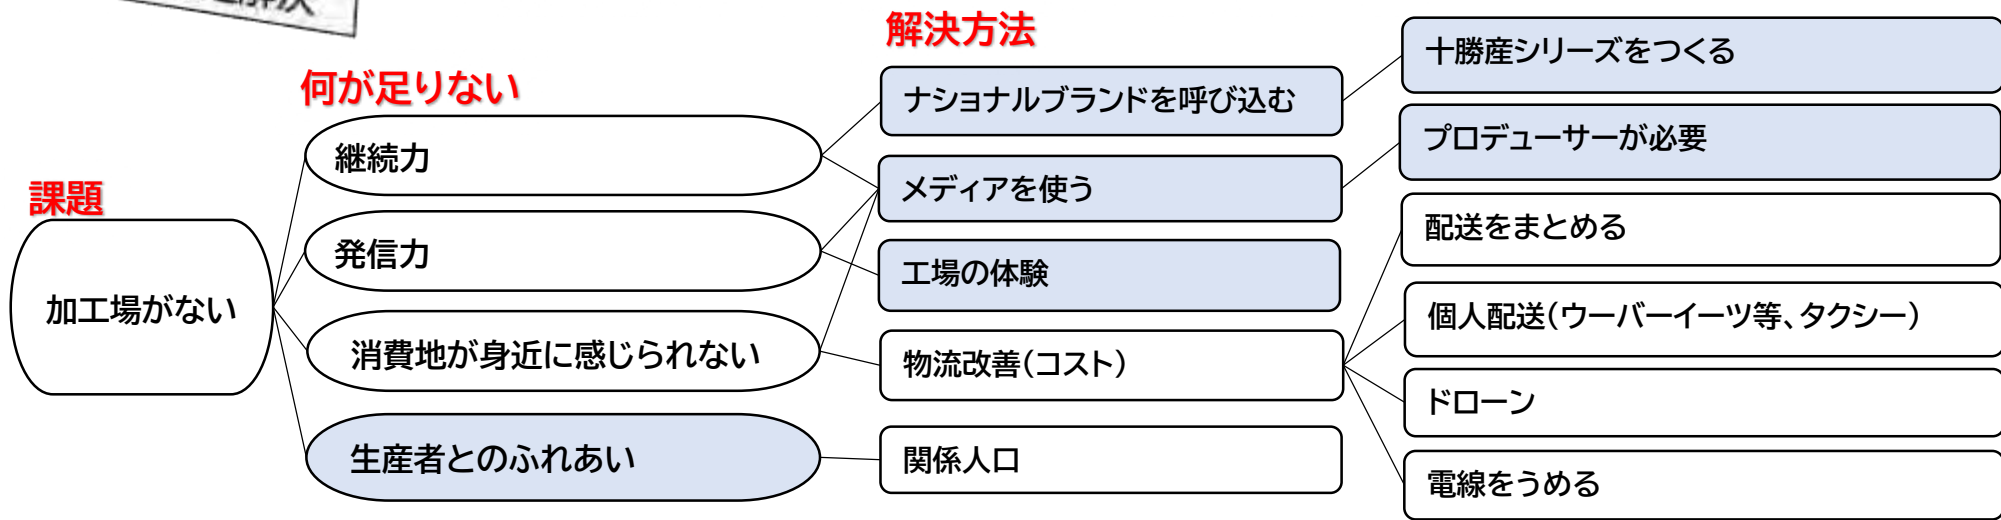 解決
課題
加工場がない
何が足りない
継続力
発信力
消費地が身近に感じられない
生産者とのふれあい
解決方法
ナショナルブランドを呼び込む
メディアを使う
工場の体験
物流改善(コスト)
関係人口
十勝産シリーズをつくる
プロデューサーが必要
配送をまとめる
個人配送(ウーバーイーツ等、タクシー)
ドローン
電線をうめる